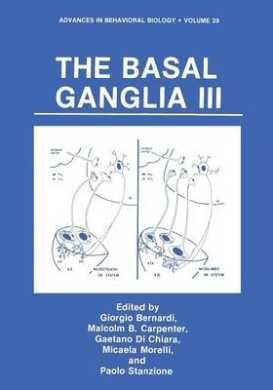 ADVANCES IN BEHAVIORAL BIOLOGY • VOLUME 39
THE BASAL
GANGLIA III
Edited by
Giorgio Bernardi,
Malcolm B. Carpenter,
Gaetano Di Chiara,
Micaela Morelli,
and
Paolo Stanzione